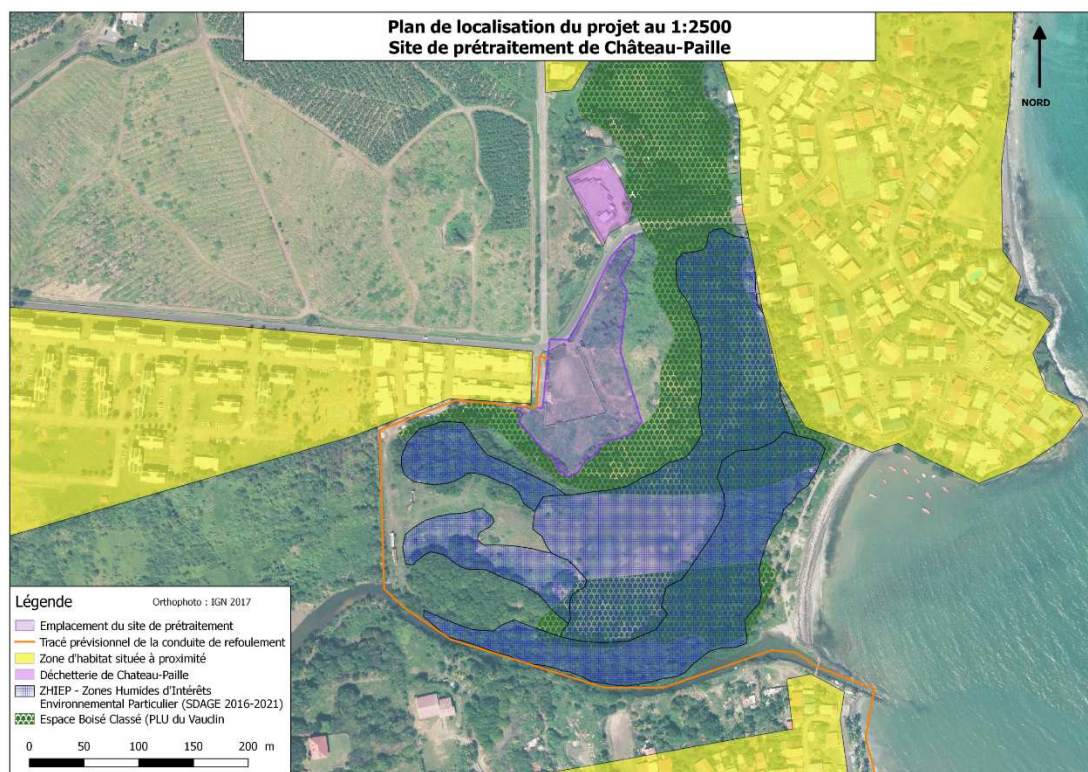 Plan de localisation du projet au 1:2500
Site de prétraitement de Château-Paille
NORD
Légende
Orthophoto : IGN 2017
Emplacement du site de prétraitement
Tracé prévisionnel de la conduite de refoulement
Zone d'habitat située à proximité
Déchetterie de Chateau-Paille
ZHIEP - Zones Humides d'Intérêts
Environnemental Particulier (SDAGE 2016-2021)
Espace Boisé Classé (PLU du Vauclin
0 50 100 150 200 m